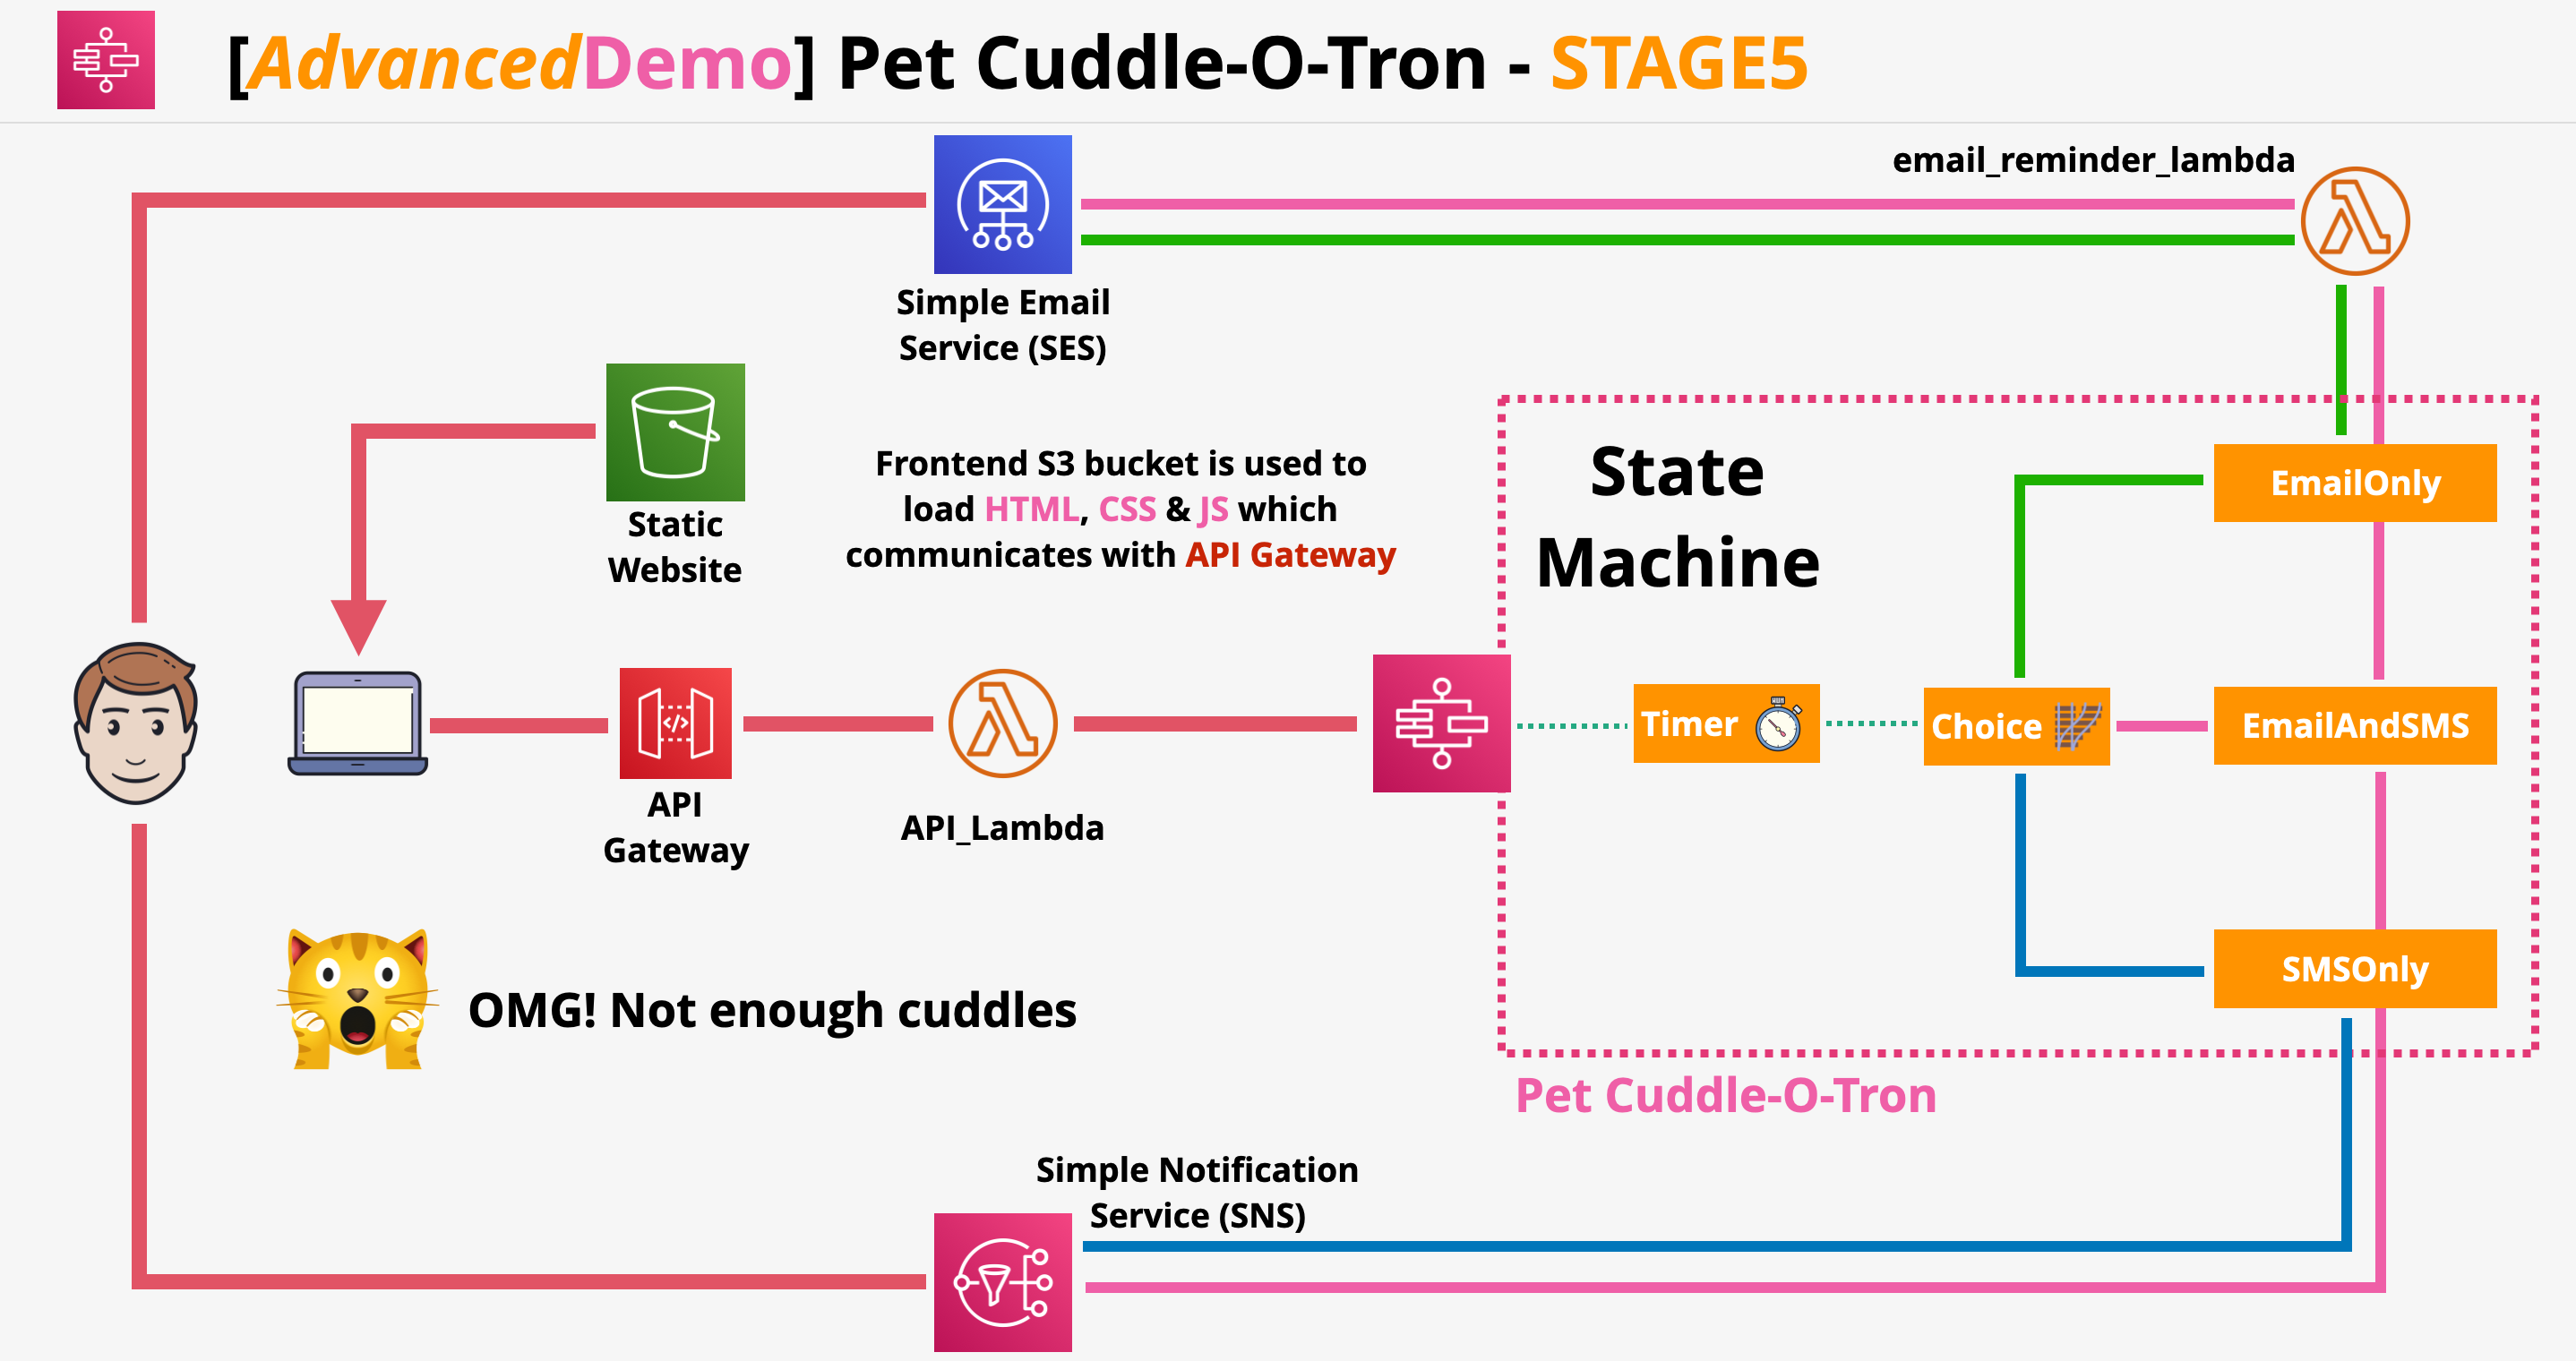 [AdvancedDemo] Pet Cuddle-O-Tron - STAGE5
email_reminder_lambda
Simple Email
Service (SES)
Static
Website
Frontend S3 bucket is used to
load HTML, CSS & JS which
communicates with API Gateway
State
Machine
EmailOnly
Timer
Choice
EmailAndSMS
API
Gateway
API_Lambda
SMSOnly
OMG! Not enough cuddles
Pet Cuddle-O-Tron
Simple Notification
Service (SNS)